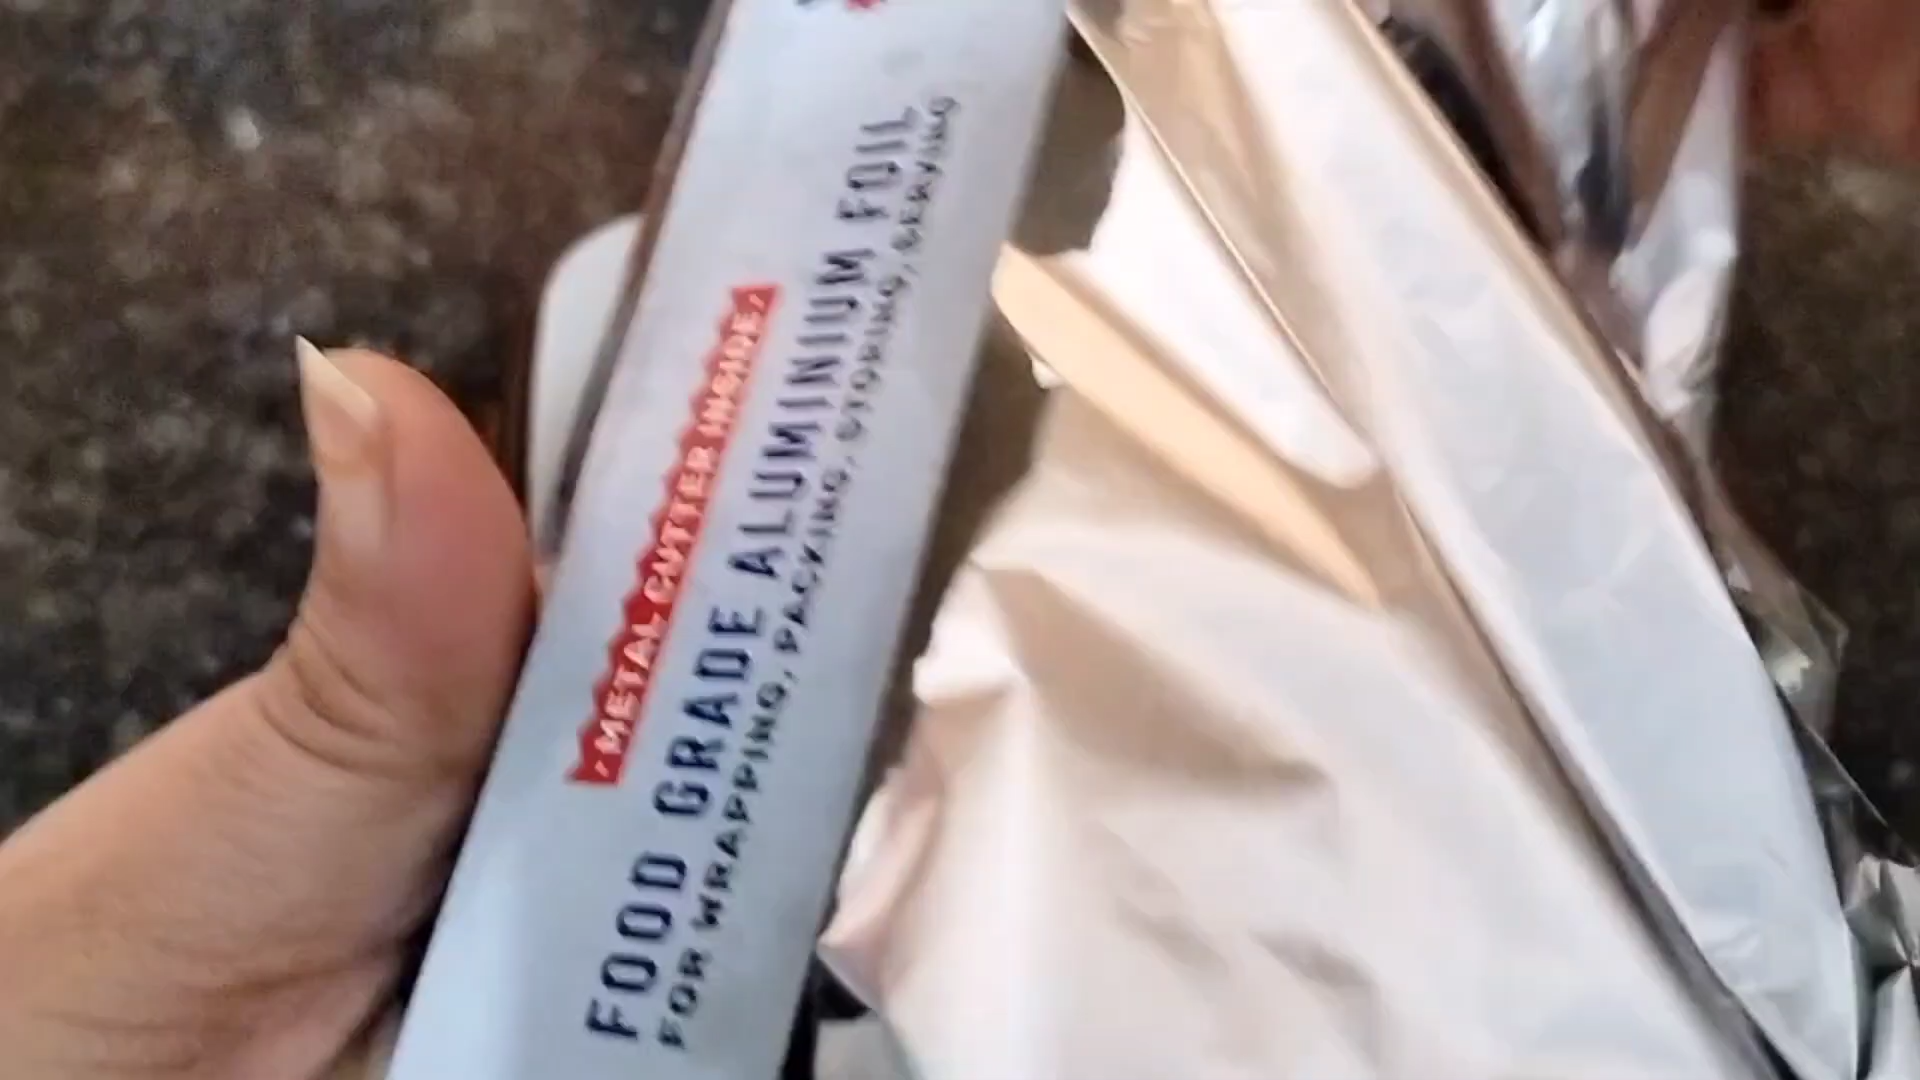 METAL CUTTER INSIDE
FOOD GRADE ALUMINIUM FOIL
FOR WRAPPING, PACKING, STORING, SERVING